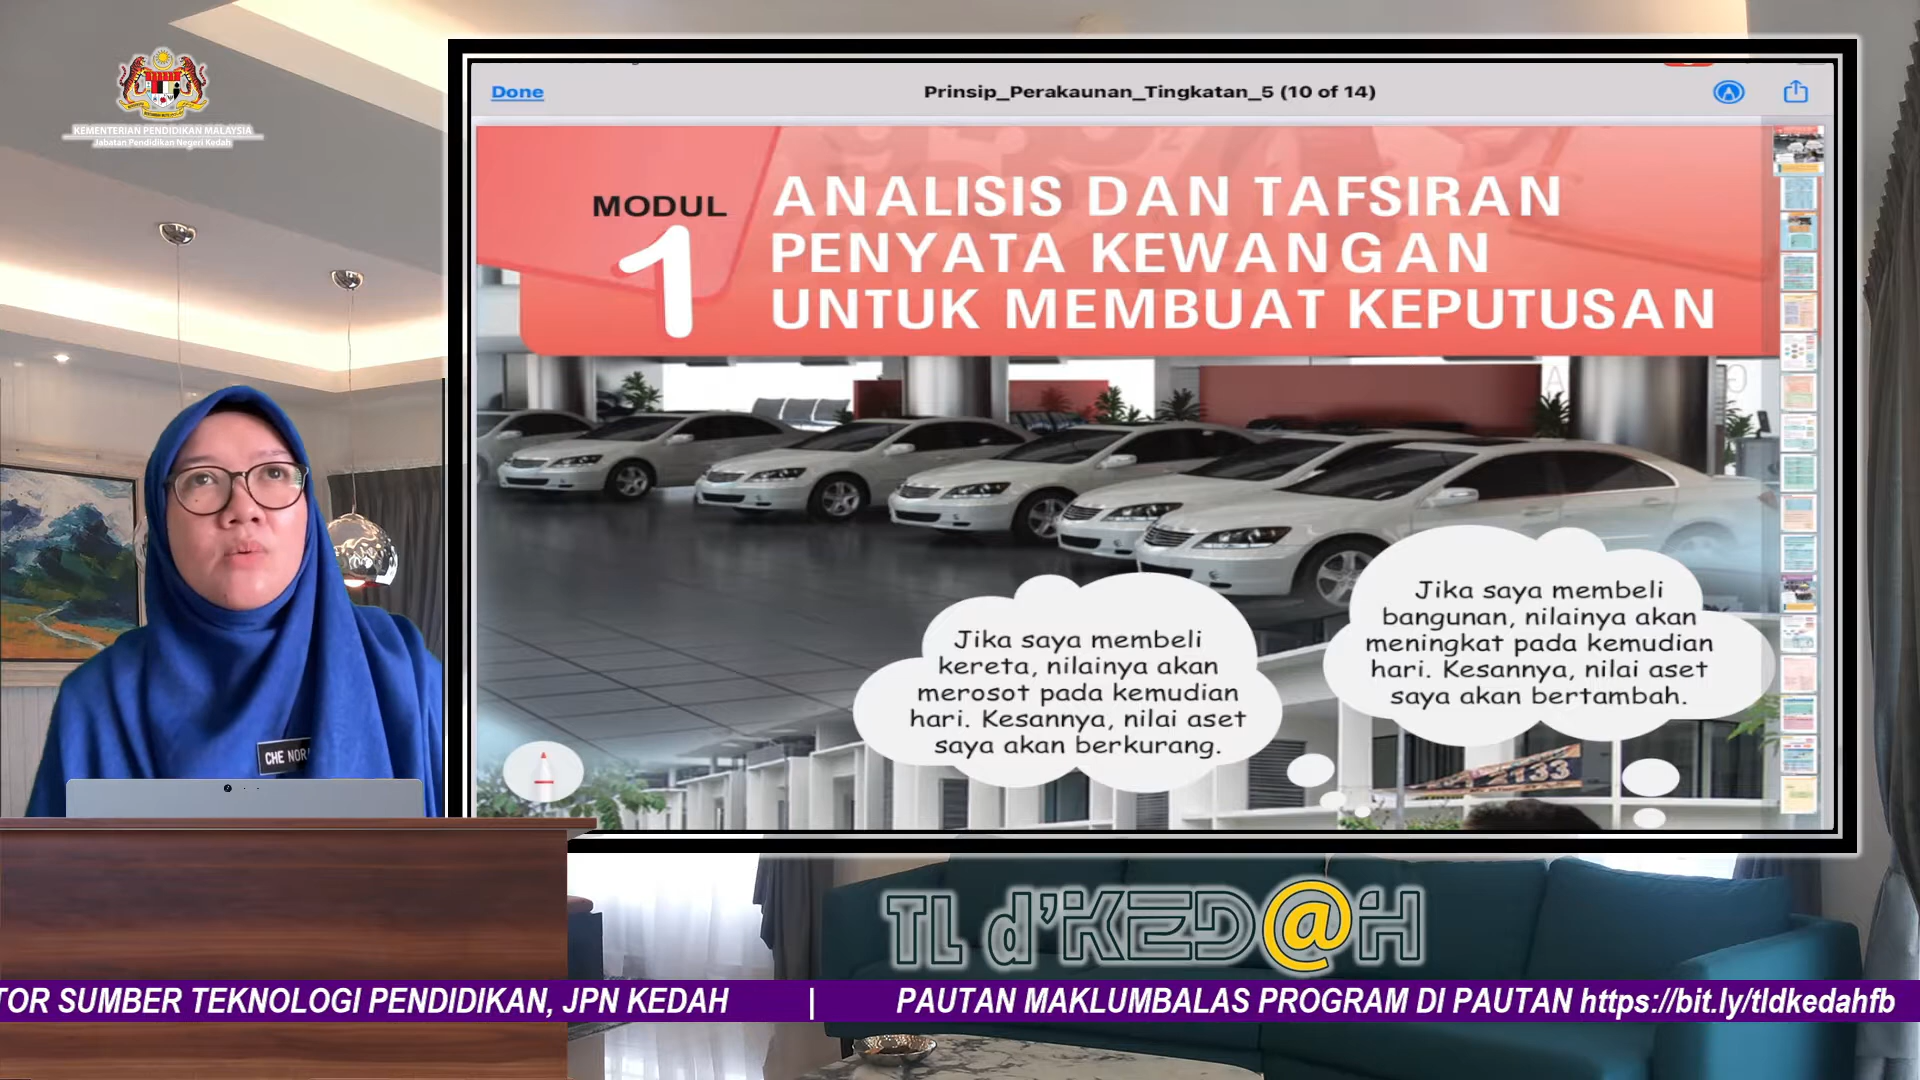 KEMENTERIAN PENDIDIKAN MALAYSIA
Jabatan Pendidikan Negeri Kedah
Done
Prinsip_Perakaunan_Tingkatan_5 (10 of 14)
MODUL
1
ANALISIS DAN TAFSIRAN
PENYATA KEWANGAN
UNTUK MEMBUAT KEPUTUSAN
Jika saya membeli
kereta, nilainya akan
merosot pada kemudian
hari. Kesannya, nilai aset
saya akan berkurang.
Jika saya membeli
bangunan, nilainya akan
meningkat pada kemudian
hari. Kesannya, nilai aset
saya akan bertambah.
CHE NOR
TL d'KED@H
TOR SUMBER TEKNOLOGI PENDIDIKAN, JPN KEDAH | PAUTAN MAKLUMBALAS PROGRAM DI PAUTAN https://bit.ly/tldkedahfb